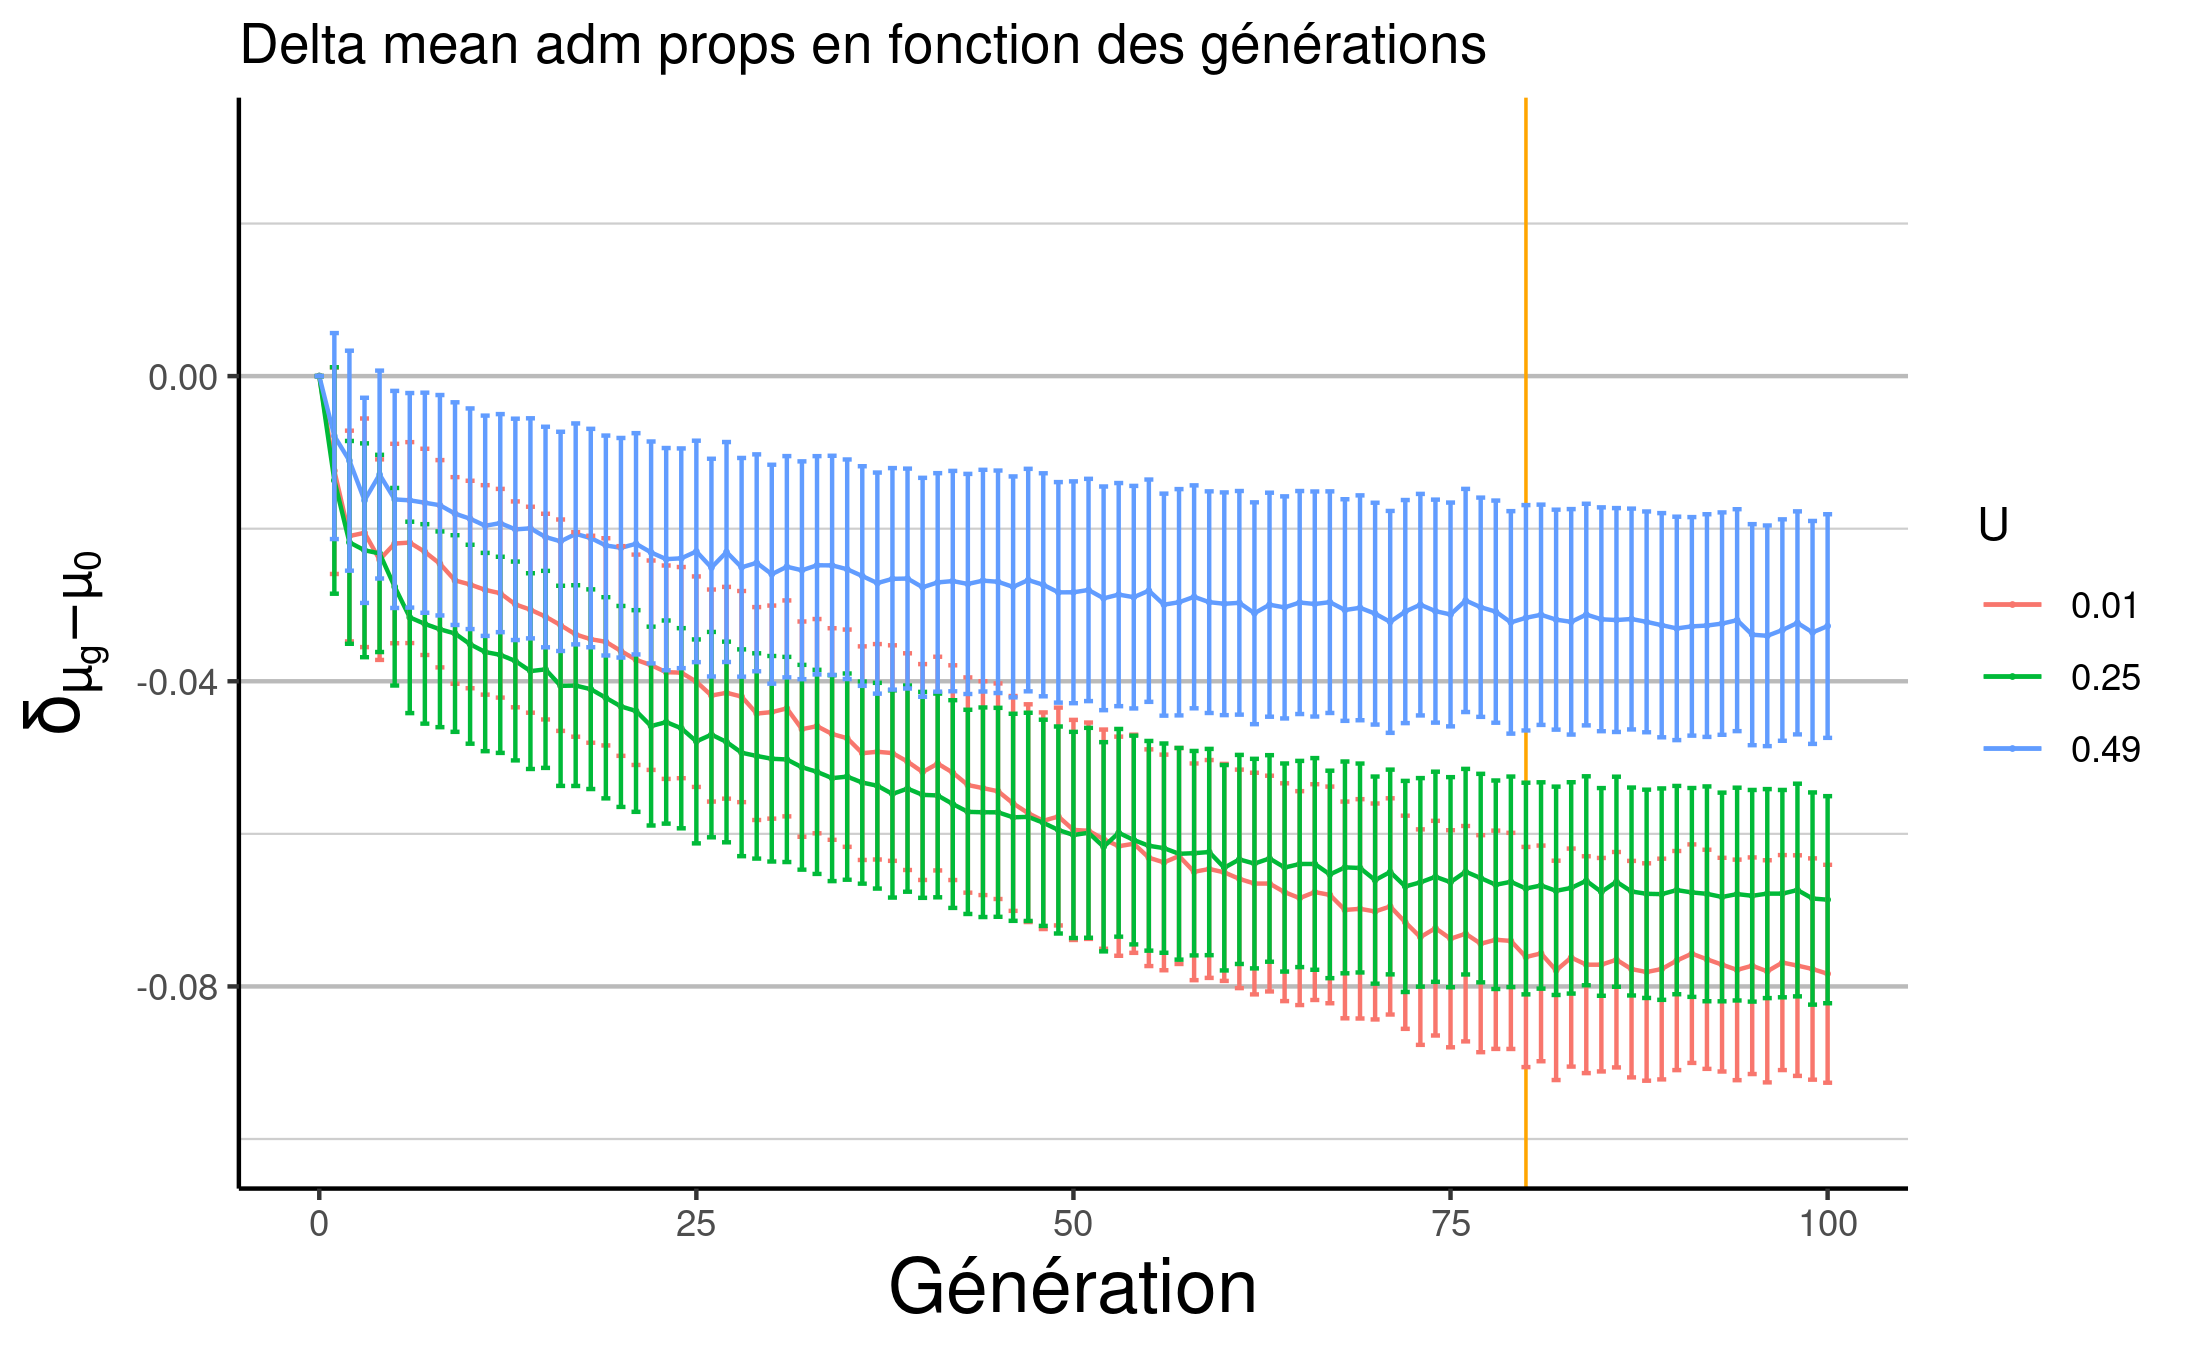 Delta mean adm props en fonction des générations
δμg−μ0
0.00
-0.04
-0.08
0
25
50
75
100
Génération
U
0.01
0.25
0.49